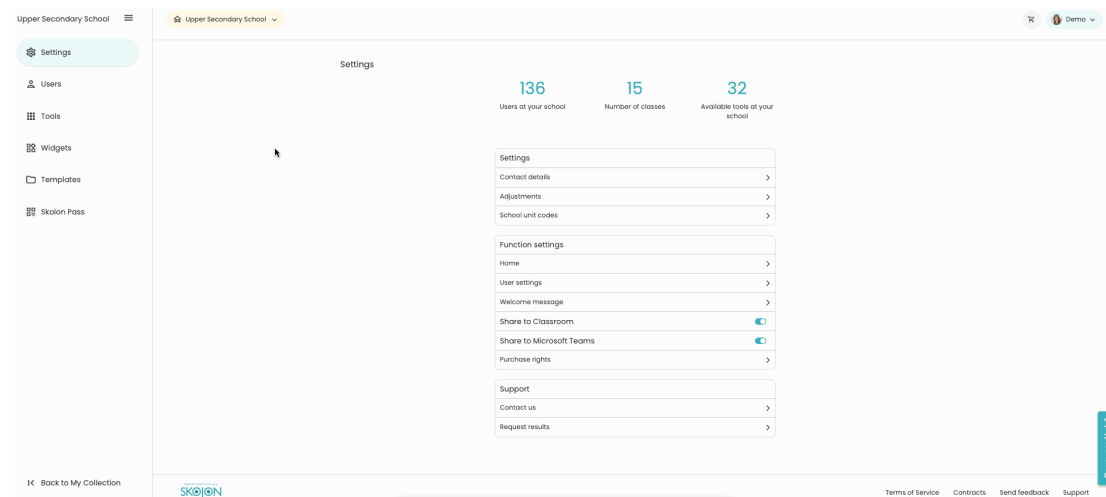 Upper Secondary School
Upper Secondary School
Demo
Settings
Users
Tools
Widgets
Templates
Skolon Pass
Back to My Collection
Settings
136
Users at your school
15
Number of classes
32
Available tools at your
school
Settings
Contact details
Adjustments
School unit codes
Function settings
Home
User settings
Welcome message
Share to Classroom
Share to Microsoft Teams
Purchase rights
Support
Contact us
Request results
SKOLON
Terms of Service
Contracts
Send feedback
Support